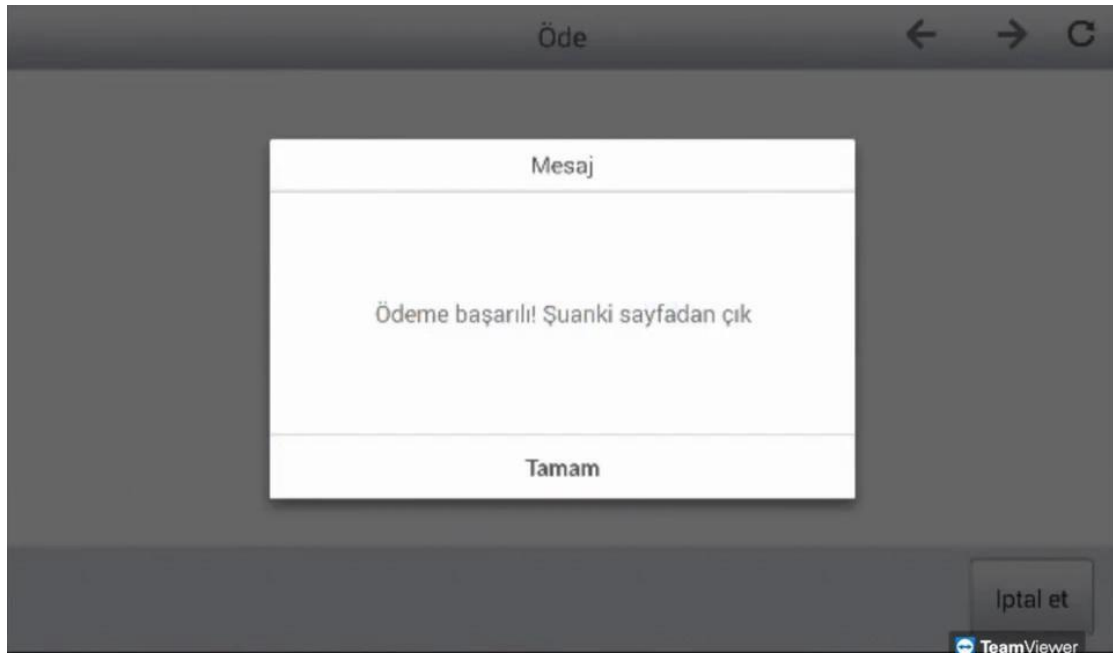 Öde
Mesaj
Ödeme başarılı! Şuanki sayfadan çık
Tamam
Iptal et
TeamViewer